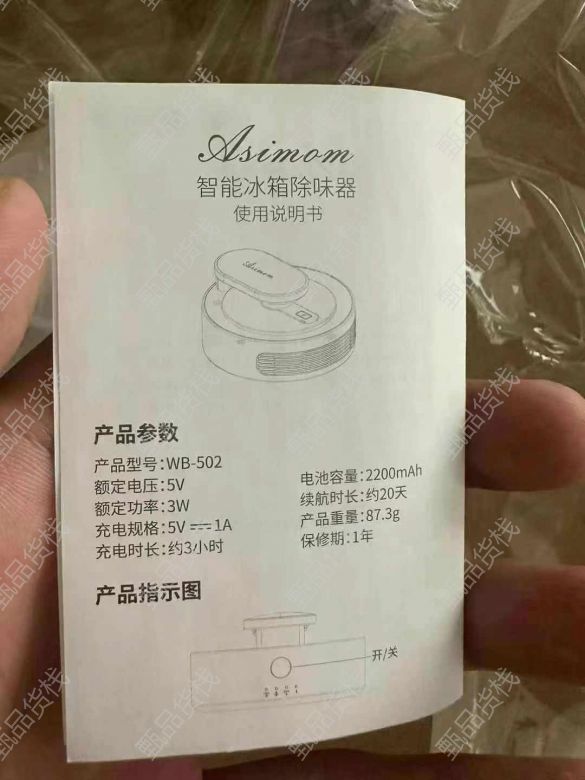 Asimom
智能冰箱除味器
使用说明书
Asimom
产品参数
产品型号:WB-502
额定电压:5V
额定功率:3W
充电规格:5V⎓1A
充电时长:约3小时
电池容量:2200mAh
续航时长:约20天
产品重量:87.3g
保修期:1年
产品指示图
开/关
甄品货栈